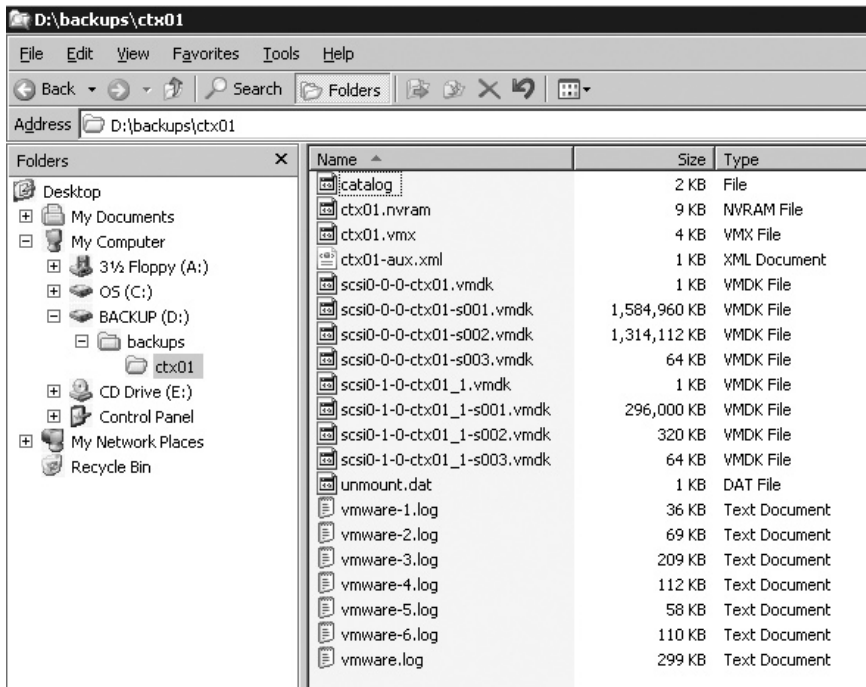 D:\backups\ctx01
File Edit View Favorites Tools Help
Back Search Folders
Address D:\backups\ctx01
Folders
Desktop
My Documents
My Computer
3½ Floppy (A:)
OS (C:)
BACKUP (D:)
backups
ctx01
CD Drive (E:)
Control Panel
My Network Places
Recycle Bin
Name Size Type
catalog 2 KB File
ctx01.nvram 9 KB NVRAM File
ctx01.vmx 4 KB VMX File
ctx01-aux.xml 1 KB XML Document
scsi0-0-0-ctx01.vmdk 1 KB VMDK File
scsi0-0-0-ctx01-s001.vmdk 1,584,960 KB VMDK File
scsi0-0-0-ctx01-s002.vmdk 1,314,112 KB VMDK File
scsi0-0-0-ctx01-s003.vmdk 64 KB VMDK File
scsi0-1-0-ctx01_1.vmdk 1 KB VMDK File
scsi0-1-0-ctx01_1-s001.vmdk 296,000 KB VMDK File
scsi0-1-0-ctx01_1-s002.vmdk 320 KB VMDK File
scsi0-1-0-ctx01_1-s003.vmdk 64 KB VMDK File
unmount.dat 1 KB DAT File
vmware-1.log 36 KB Text Document
vmware-2.log 69 KB Text Document
vmware-3.log 209 KB Text Document
vmware-4.log 112 KB Text Document
vmware-5.log 58 KB Text Document
vmware-6.log 110 KB Text Document
vmware.log 299 KB Text Document